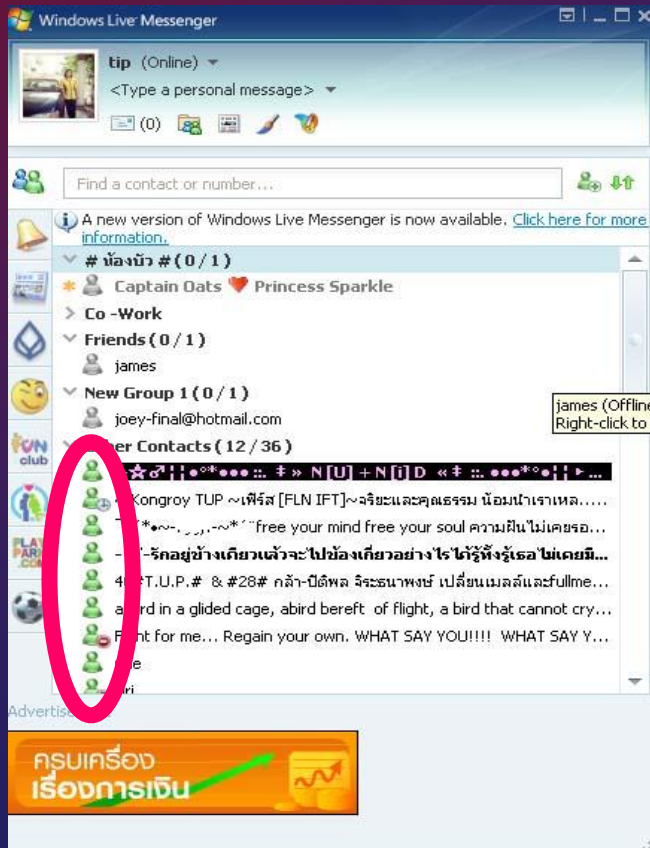 Windows Live Messenger
tip (Online)
<Type a personal message>
(0)
Find a contact or number...
A new version of Windows Live Messenger is now available. Click here for more
information.
# น้องบัว # ( 0 / 1 )
Captain Oats Princess Sparkle
Co -Work
Friends ( 0 / 1 )
james
New Group 1 ( 0 / 1 )
joey-final@hotmail.com
james (Offline
Right-click to
Contacts ( 12 / 36 )
N[U] + N[i]D
Kongroy TUP ~เฟิร์ส [FLN IFT]~จริยะและคุณธรรม น้อมนำเราเหล.....
free your mind free your soul ความฝันไม่เคยรอ...
-รักอยู่ข้างเดียวแล้วจะไปข้องเกี่ยวอย่างไรได้รู้ทั้งรู้เธอไม่เคยมี...
#T.U.P.# & #28# กล้า-ปิติพล จิระธนาพงษ์ เปลี่ยนเมลล์และfullme...
in a glided cage, abird bereft of flight, a bird that cannot cry...
for me... Regain your own. WHAT SAY YOU!!!! WHAT SAY Y...
FUN
club
PLAY
PARK
.COM
ครบเครื่อง
เรื่องการเงิน